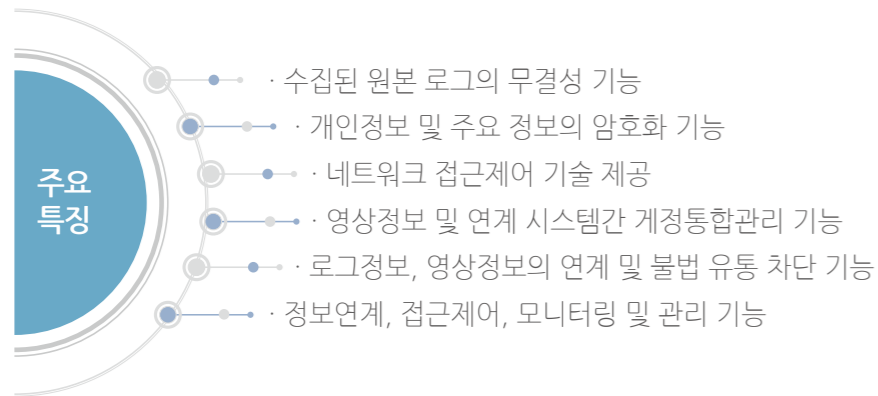 주요
특징
· 수집된 원본 로그의 무결성 기능
· 개인정보 및 주요 정보의 암호화 기능
· 네트워크 접근제어 기술 제공
· 영상정보 및 연계 시스템간 계정통합관리 기능
· 로그정보, 영상정보의 연계 및 불법 유통 차단 기능
· 정보연계, 접근제어, 모니터링 및 관리 기능